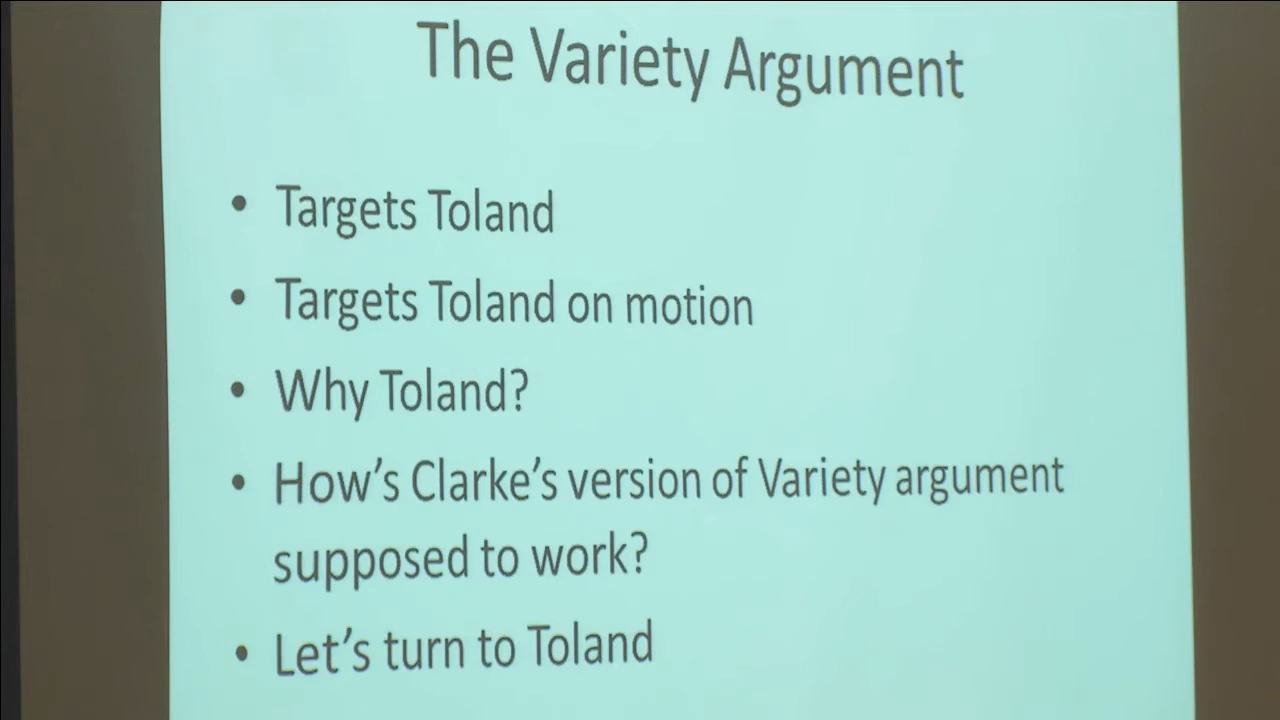 The Variety Argument
• Targets Toland
• Targets Toland on motion
• Why Toland?
• How's Clarke's version of Variety argument
supposed to work?
• Let's turn to Toland